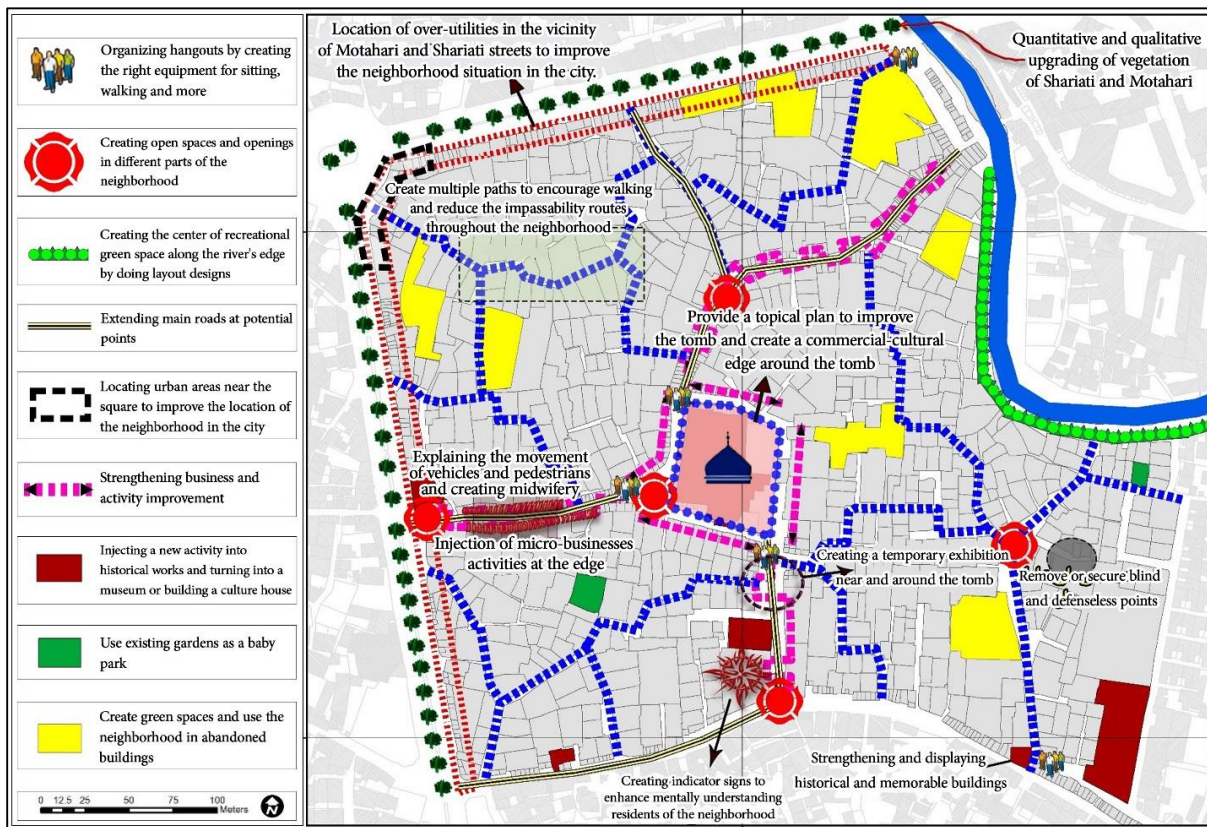 Organizing hangouts by creating
the right equipment for sitting,
walking and more
Creating open spaces and openings
in different parts of the
neighborhood
Creating the center of recreational
green space along the river's edge
by doing layout designs
Extending main roads at potential
points
Locating urban areas near the
square to improve the location of
the neighborhood in the city
Strengthening business and
activity improvement
Injecting a new activity into
historical works and turning into a
museum or building a culture house
Use existing gardens as a baby
park
Create green spaces and use the
neighborhood in abandoned
buildings
0 12.5 25 50 75 100
Meters
N
Location of over-utilities in the vicinity
of Motahari and Shariati streets to improve
the neighborhood situation in the city.
Quantitative and qualitative
upgrading of vegetation
of Shariati and Motahari
Create multiple paths to encourage walking
and reduce the impassability routes
throughout the neighborhood
Provide a topical plan to improve
the tomb and create a commercial-cultural
edge around the tomb
Explaining the movement
of vehicles and pedestrians
and creating midwifery
Injection of micro-businesses
activities at the edge
Creating a temporary exhibition
near and around the tomb
Remove or secure blind
and defenseless points
Strengthening and displaying
historical and memorable buildings
Creating indicator signs to
enhance mentally understanding
residents of the neighborhood